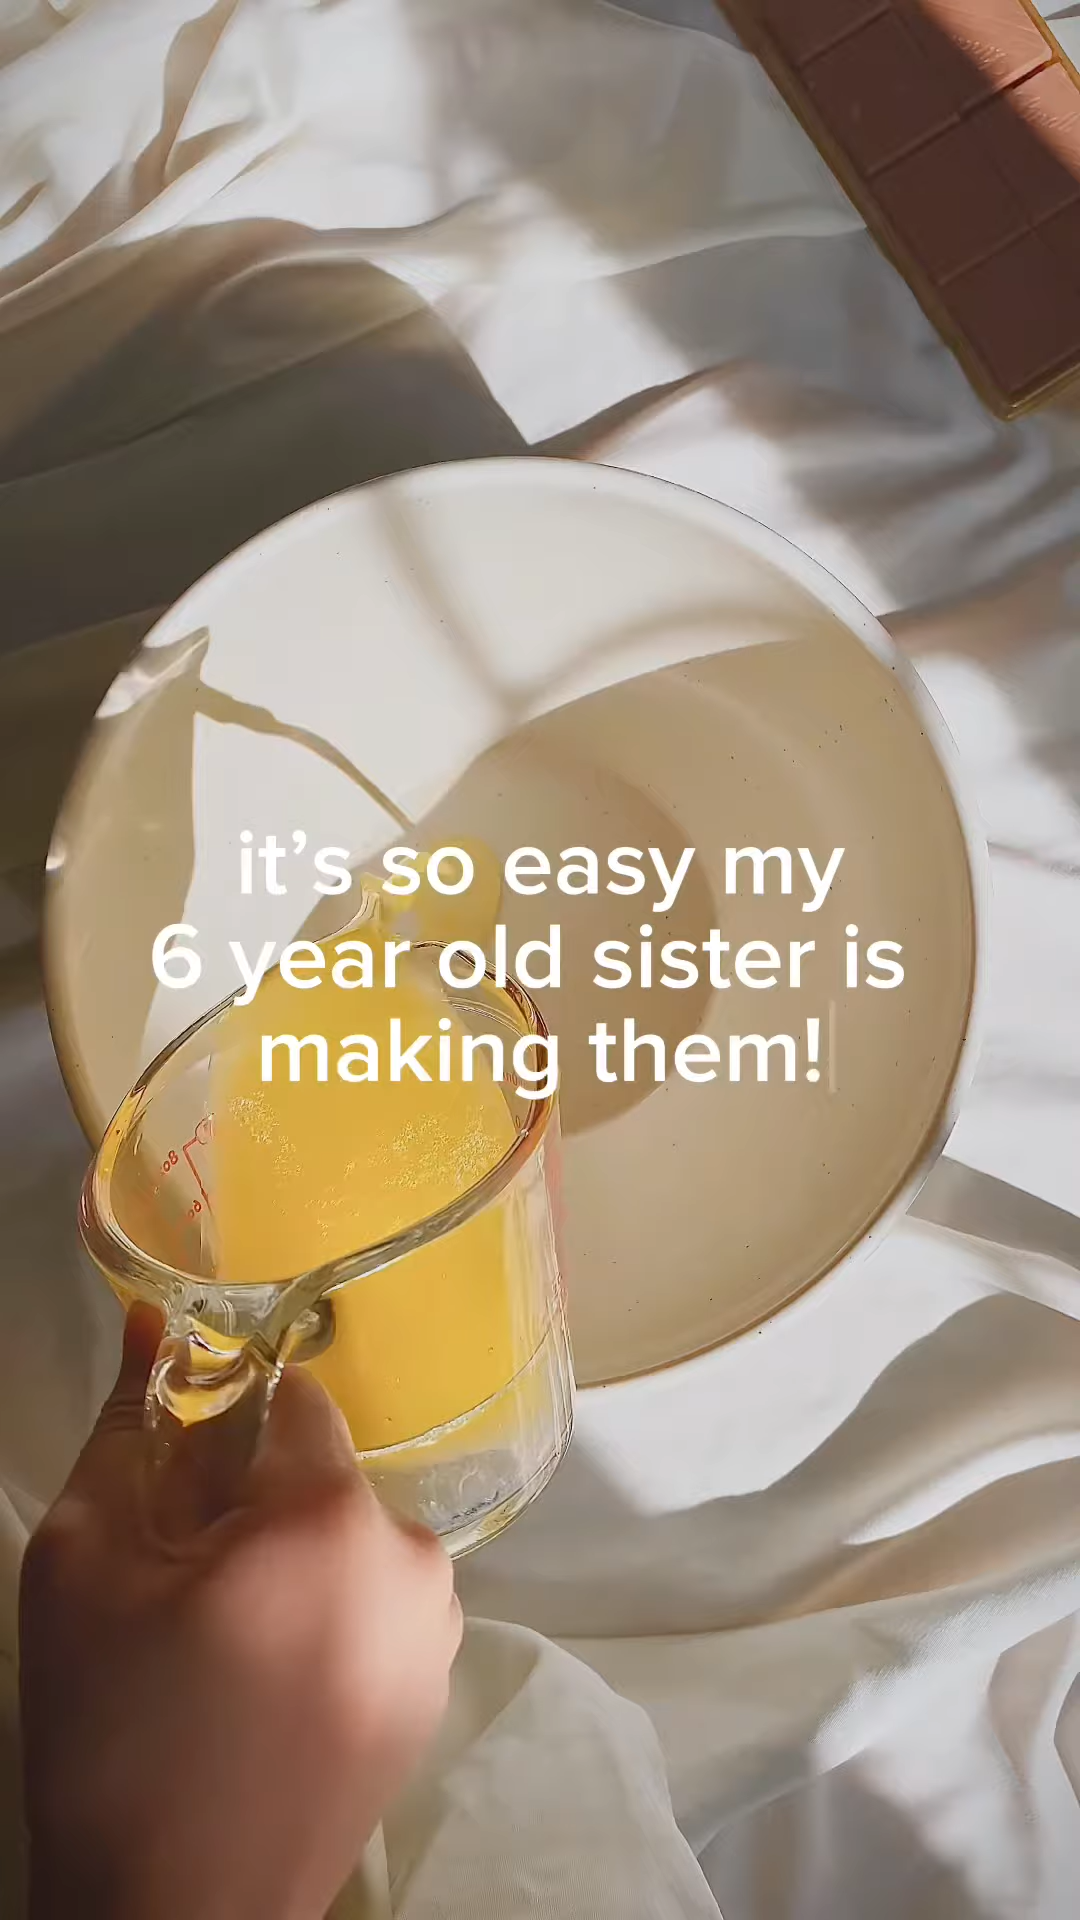 it’s so easy my
6 year old sister is
making them!